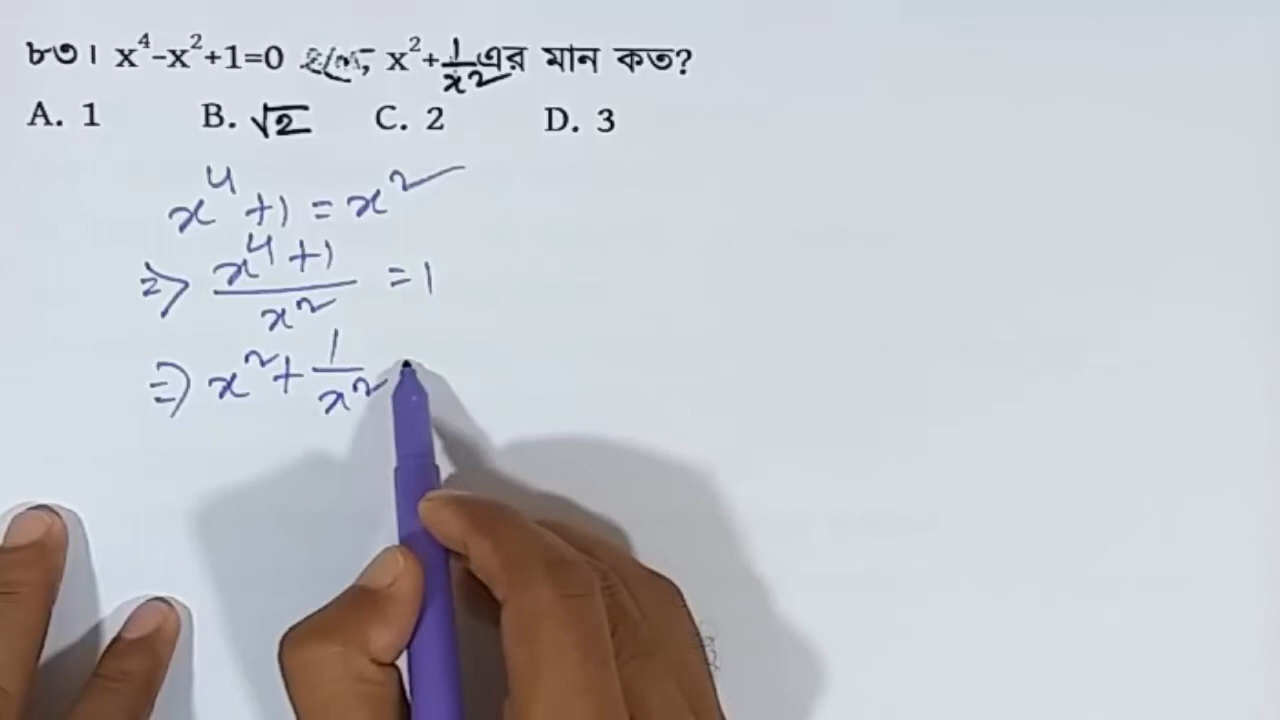 ৮৩। x⁴-x²+1=0 হলে, x²+1/x² এর মান কত?
A. 1 B. √2 C. 2 D. 3
x⁴+1=x²
⇒ x⁴+1/x² =1
⇒ x²+1/x²